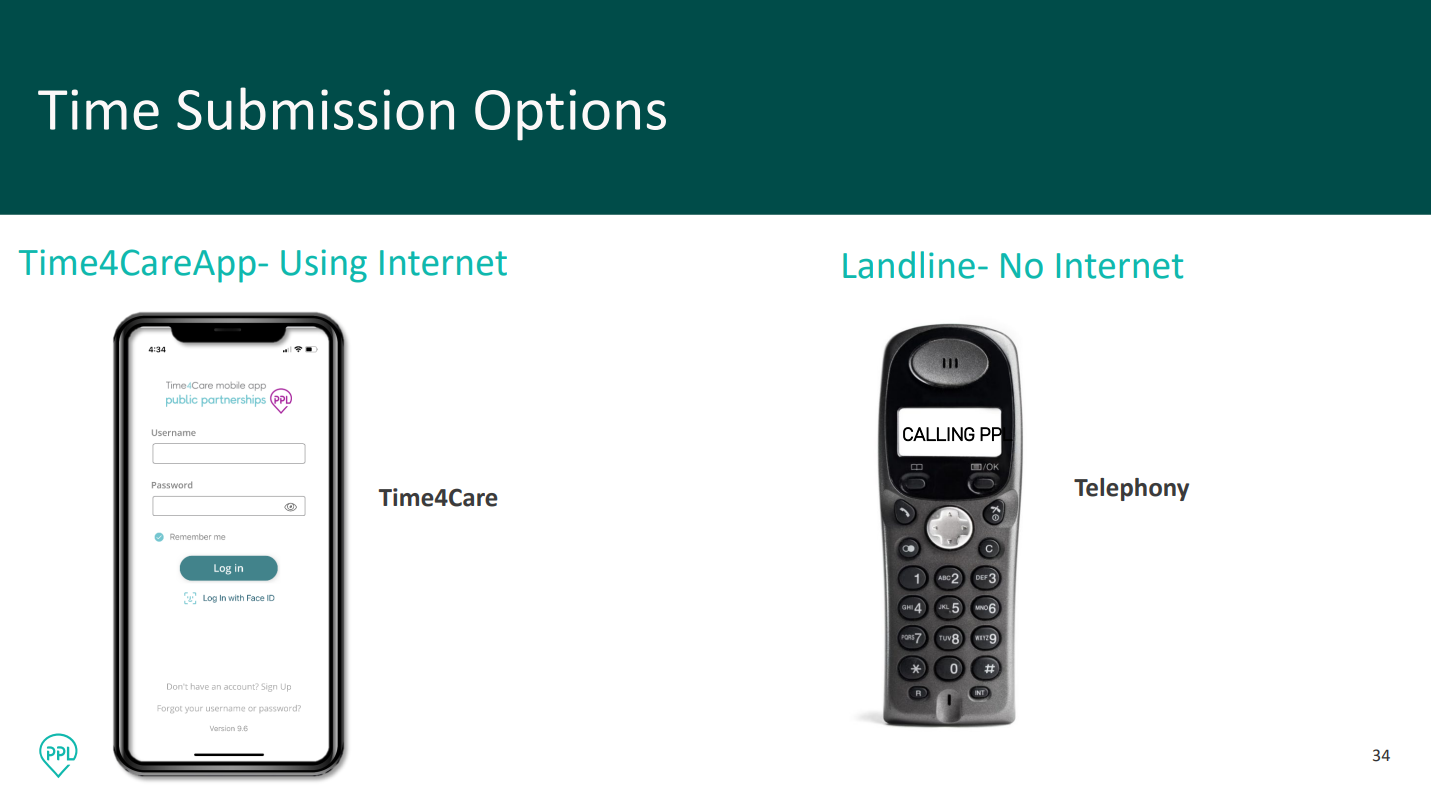 Time Submission Options
Time4CareApp- Using Internet
4:34
Time4Care mobile app
public partnerships PPL
Username
Password
Remember me
Log in
Log In with Face ID
Don't have an account? Sign Up
Forgot your username or password?
Version 9.6
Time4Care
Landline- No Internet
CALLING PPL
/OK
C
1 ABC2 DEF3
GHI4 JKL5 MNO6
PQRS7 TUV8 WXYZ9
* 0 #
R INT
Telephony
PPL
34